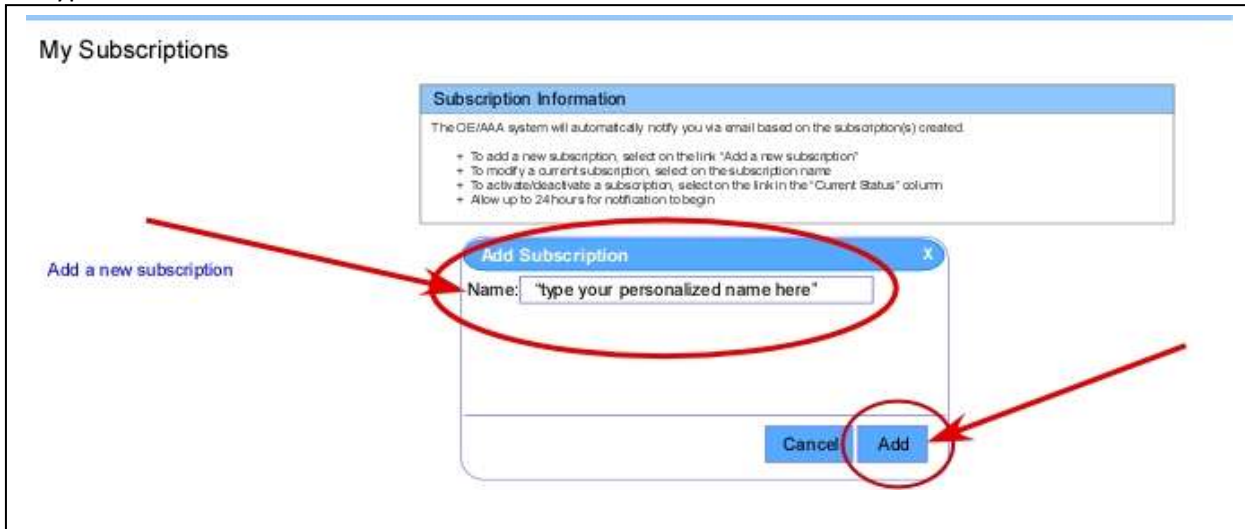 My Subscriptions
Subscription Information
The OE/AAA system will automatically notify you via email based on the subscription(s) created.
+ To add a new subscription, select on the link "Add a new subscription"
+ To modify a current subscription, select on the subscription name
+ To activate/deactivate a subscription, select on the link in the "Current Status" column
+ Allow up to 24 hours for notification to begin
Add Subscription X
Add a new subscription
Name: "type your personalized name here"
Cancel Add